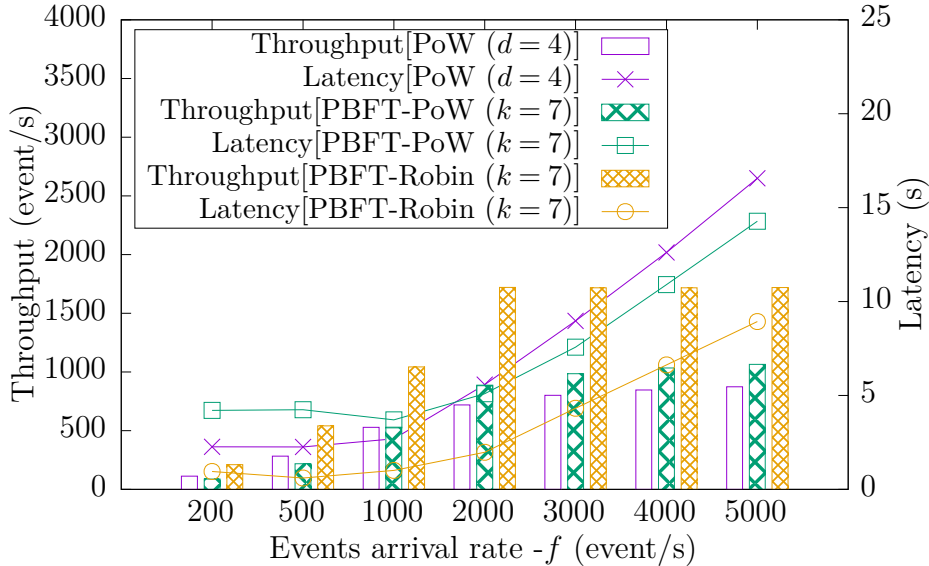 4000
3500
3000
2500
2000
1500
1000
500
0
Throughput (event/s)
Throughput[PoW (d = 4)]
Latency[PoW (d = 4)]
Throughput[PBFT-PoW (k = 7)]
Latency[PBFT-PoW (k = 7)]
Throughput[PBFT-Robin (k = 7)]
Latency[PBFT-Robin (k = 7)]
25
20
15
10
5
0
Latency (s)
200 500 1000 2000 3000 4000 5000
Events arrival rate -f (event/s)